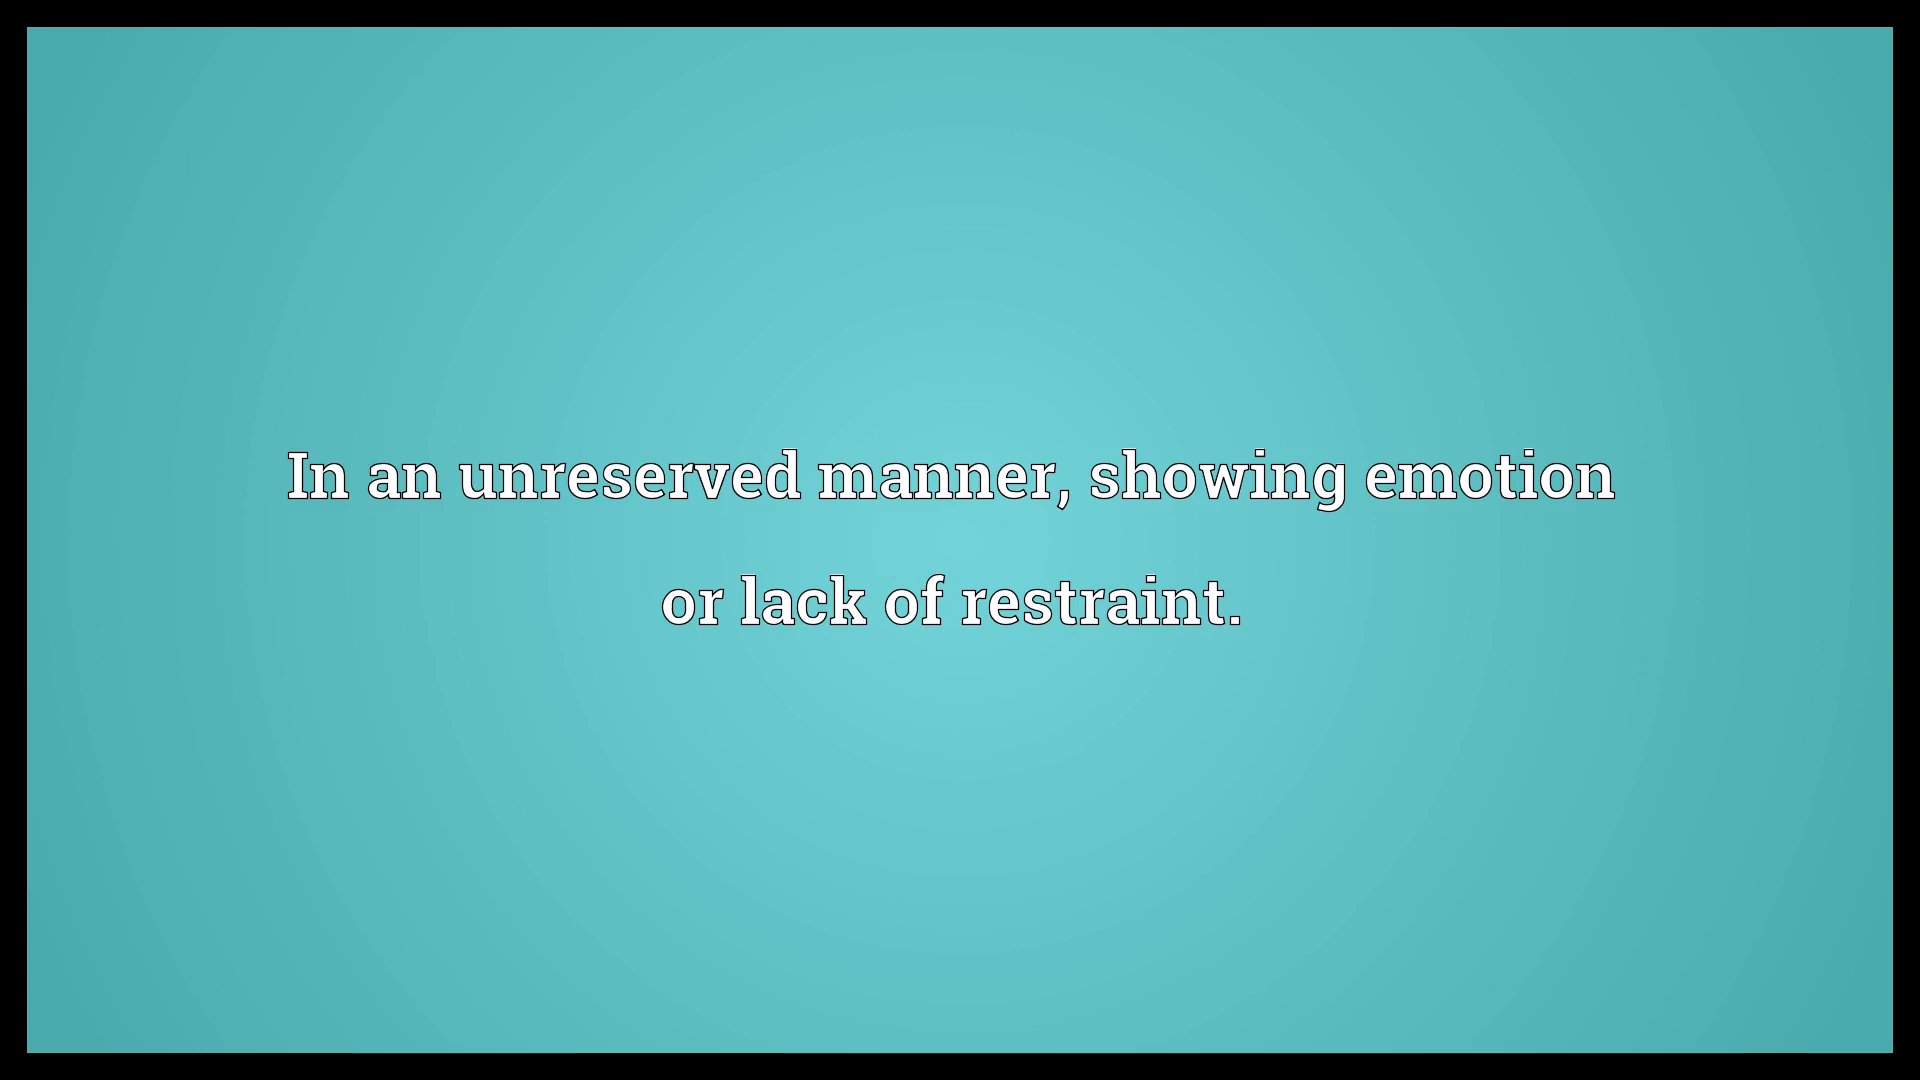 In an unreserved manner, showing emotion
or lack of restraint.